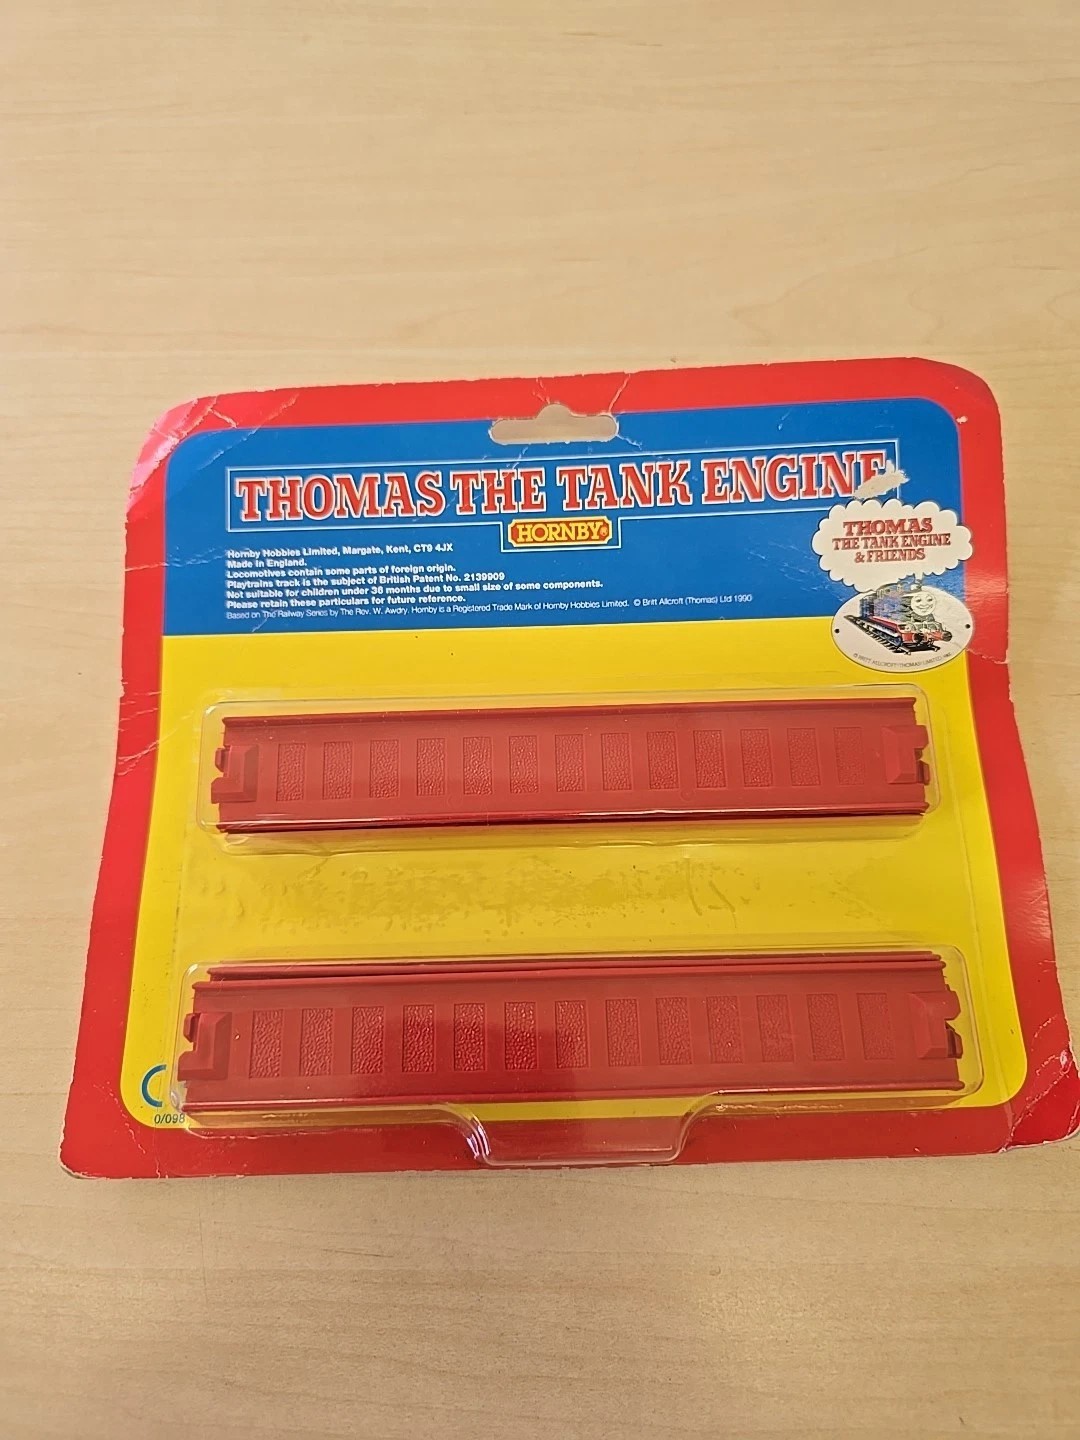 THOMAS THE TANK ENGINE
HORNBY®
Hornby Hobbies Limited, Margate, Kent, CT9 4JX
Made in England.
Locomotives contain some parts of foreign origin.
Playtrains track is the subject of British Patent No. 2139909
Not suitable for children under 36 months due to small size of some components.
Please retain these particulars for future reference.
Based on The Railway Series by The Rev. W. Awdry. Hornby is a Registered Trade Mark of Hornby Hobbies Limited. © Britt Allcroft (Thomas) Ltd 1990
THOMAS
THE TANK ENGINE
& FRIENDS
© BRITT ALLCROFT (THOMAS) LIMITED
0/098